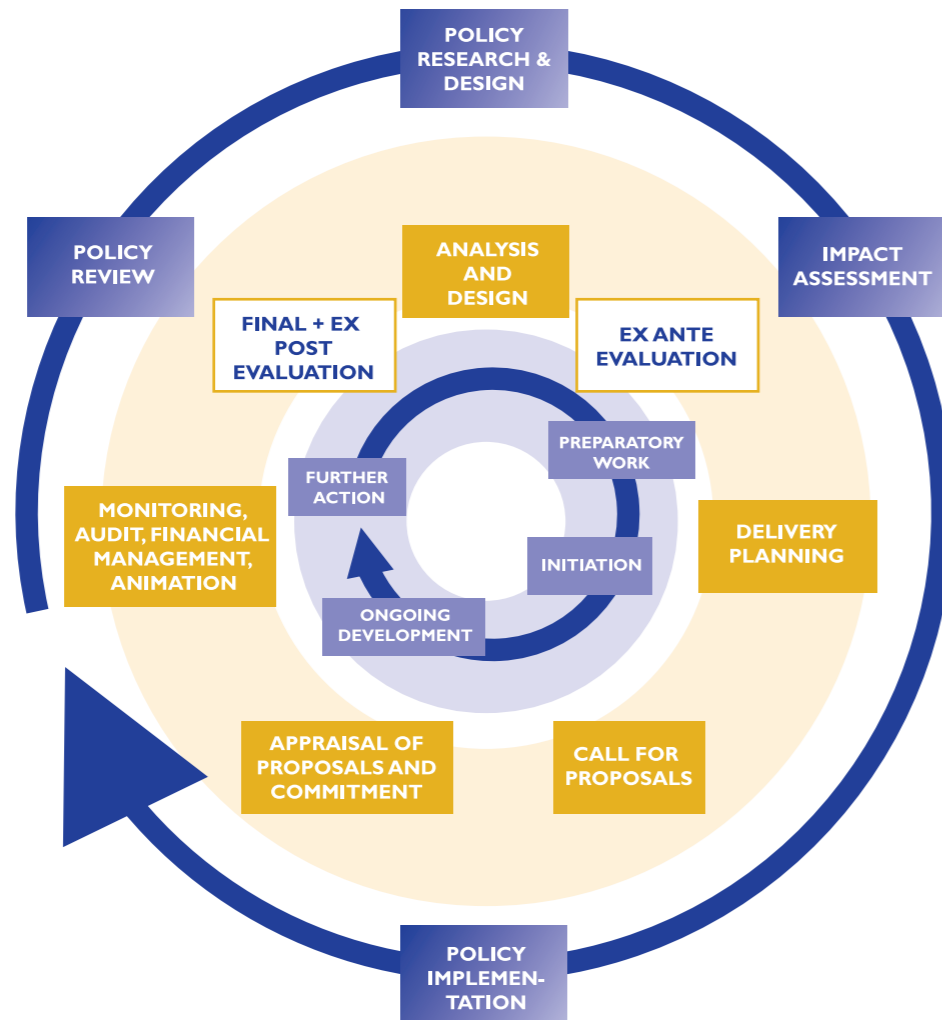 POLICY
RESEARCH &
DESIGN
POLICY
REVIEW
IMPACT
ASSESSMENT
ANALYSIS
AND
DESIGN
FINAL + EX
POST
EVALUATION
EX ANTE
EVALUATION
PREPARATORY
WORK
FURTHER
ACTION
MONITORING,
AUDIT, FINANCIAL
MANAGEMENT,
ANIMATION
DELIVERY
PLANNING
INITIATION
ONGOING
DEVELOPMENT
APPRAISAL OF
PROPOSALS AND
COMMITMENT
CALL FOR
PROPOSALS
POLICY
IMPLEMEN-
TATION